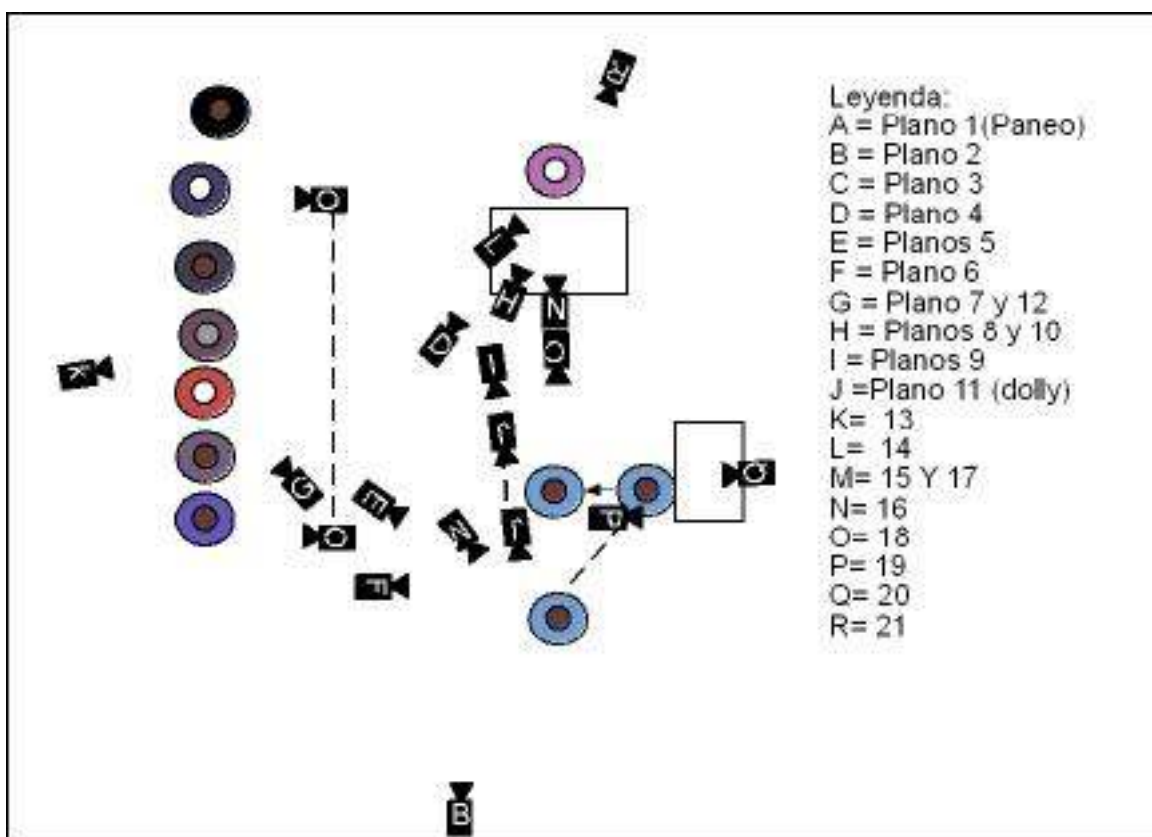 R
O
L
H
N
D
C
I
K
J
G
E
O
J
P
Q
F
B
Leyenda:
A = Plano 1(Paneo)
B = Plano 2
C = Plano 3
D = Plano 4
E = Planos 5
F = Plano 6
G = Plano 7 y 12
H = Planos 8 y 10
I = Planos 9
J =Plano 11 (dolly)
K= 13
L= 14
M= 15 Y 17
N= 16
O= 18
P= 19
Q= 20
R= 21